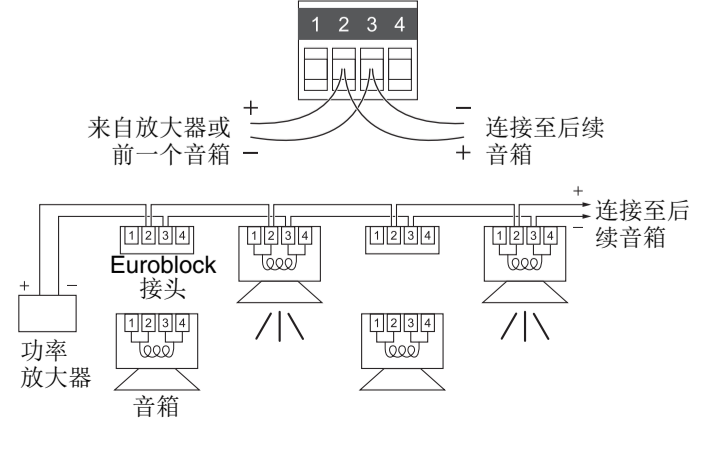 1 2 3 4
+ −
来自放大器或 连接至后续
前一个音箱 − + 音箱
+
连接至后
− 续音箱
1 2 3 4
1 2 3 4
1 2 3 4
1 2 3 4
Euroblock
接头
+ −
功率
放大器
1 2 3 4
1 2 3 4
音箱